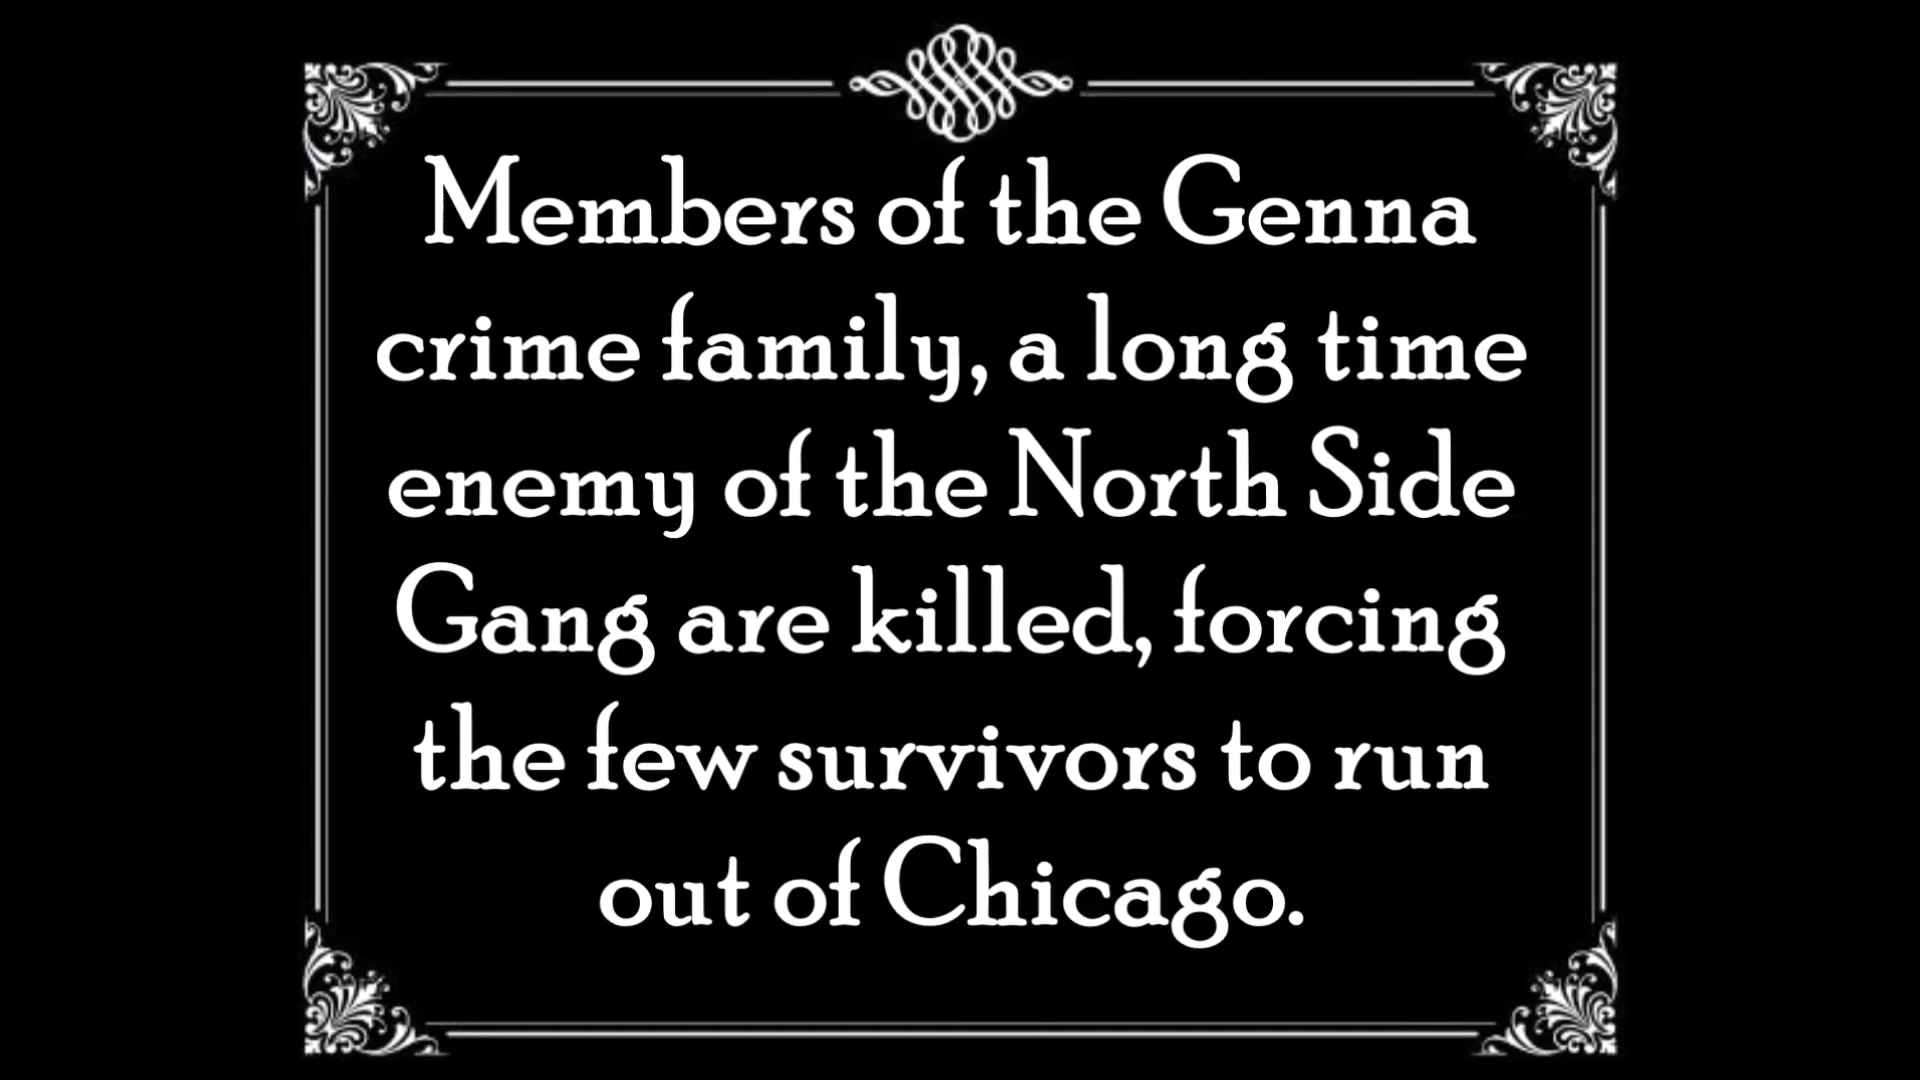 Members of the Genna
crime family, a long time
enemy of the North Side
Gang are killed, forcing
the few survivors to run
out of Chicago.